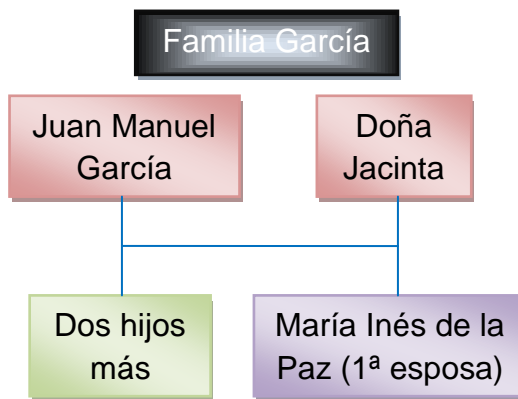 Familia García
Juan Manuel
García
Doña
Jacinta
Dos hijos
más
María Inés de la
Paz (1ª esposa)